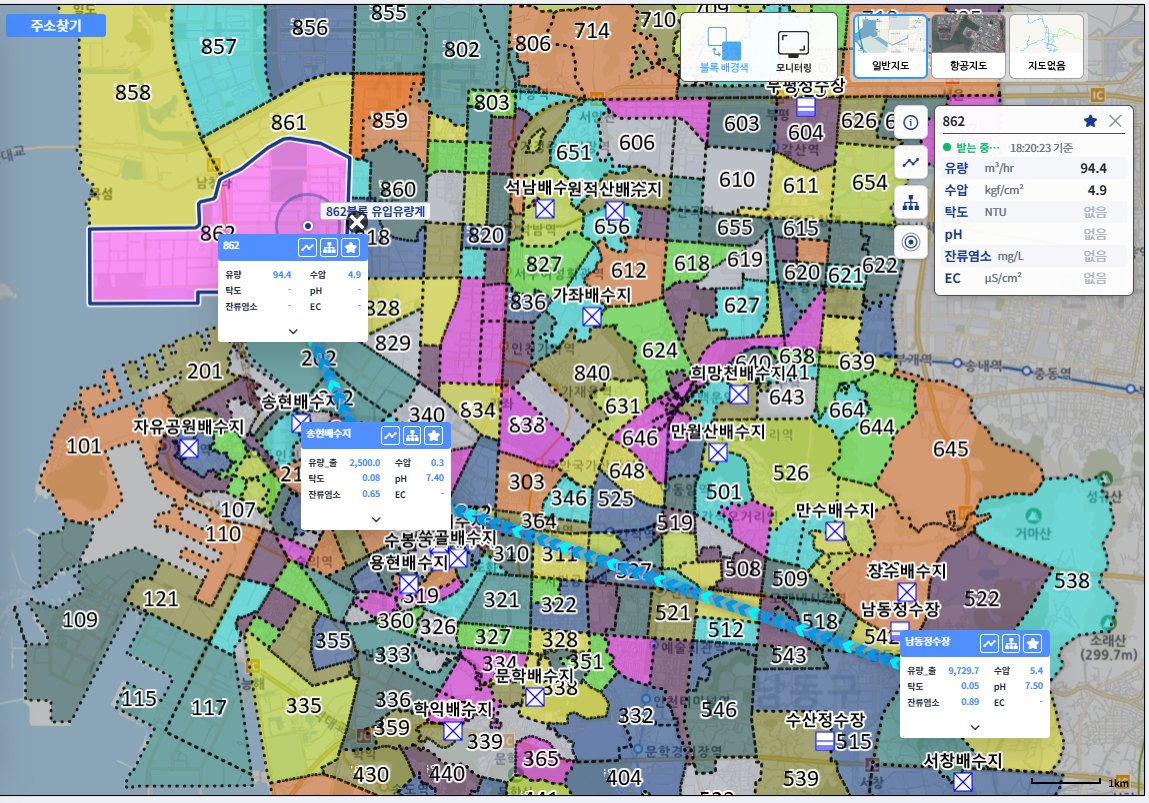 주소찾기
855
856
857
858
802
806
714
710
블록 배경색
모니터링
일반지도
항공지도
지도없음
IC
803
859
861
부평정수장
603
604
626
862
받는 중…
18:20:23 기준
유량 m³/hr 94.4
수압 kgf/cm² 4.9
탁도 NTU 없음
pH 없음
잔류염소 mg/L 없음
EC µS/cm² 없음
651
606
860
석남배수
원적산배수지
610
611
654
862블록 유입유량계
656
655
615
820
862
유량 94.4 수압 4.9
탁도 - pH -
잔류염소 - EC -
827
612
618
619
620
621
622
828
836
가좌배수지
627
829
624
638
639
부개역
송내역
중동역
201
202
840
희망천배수지
643
송현배수지
340
834
631
664
644
자유공원배수지
838
646
만월산배수지
101
645
송현배수지
유량_출 2,500.0 수압 0.3
탁도 0.08 pH 7.40
잔류염소 0.65 EC -
648
526
303
346
525
501
107
110
364
519
만수배수지
거마산
수봉
쑥골배수지
용현배수지
310
311
527
508
509
장수배수지
538
522
319
321
322
121
109
360
326
521
512
518
남동정수장
542
355
327
328
333
334
351
543
소래산
(299.7m)
남동정수장
유량_출 9,729.7 수압 5.4
탁도 0.05 pH 7.50
잔류염소 0.89 EC -
문학배수지
338
115
117
335
336
학익배수지
359
339
332
546
수산정수장
515
365
서창배수지
430
440
404
539
1km